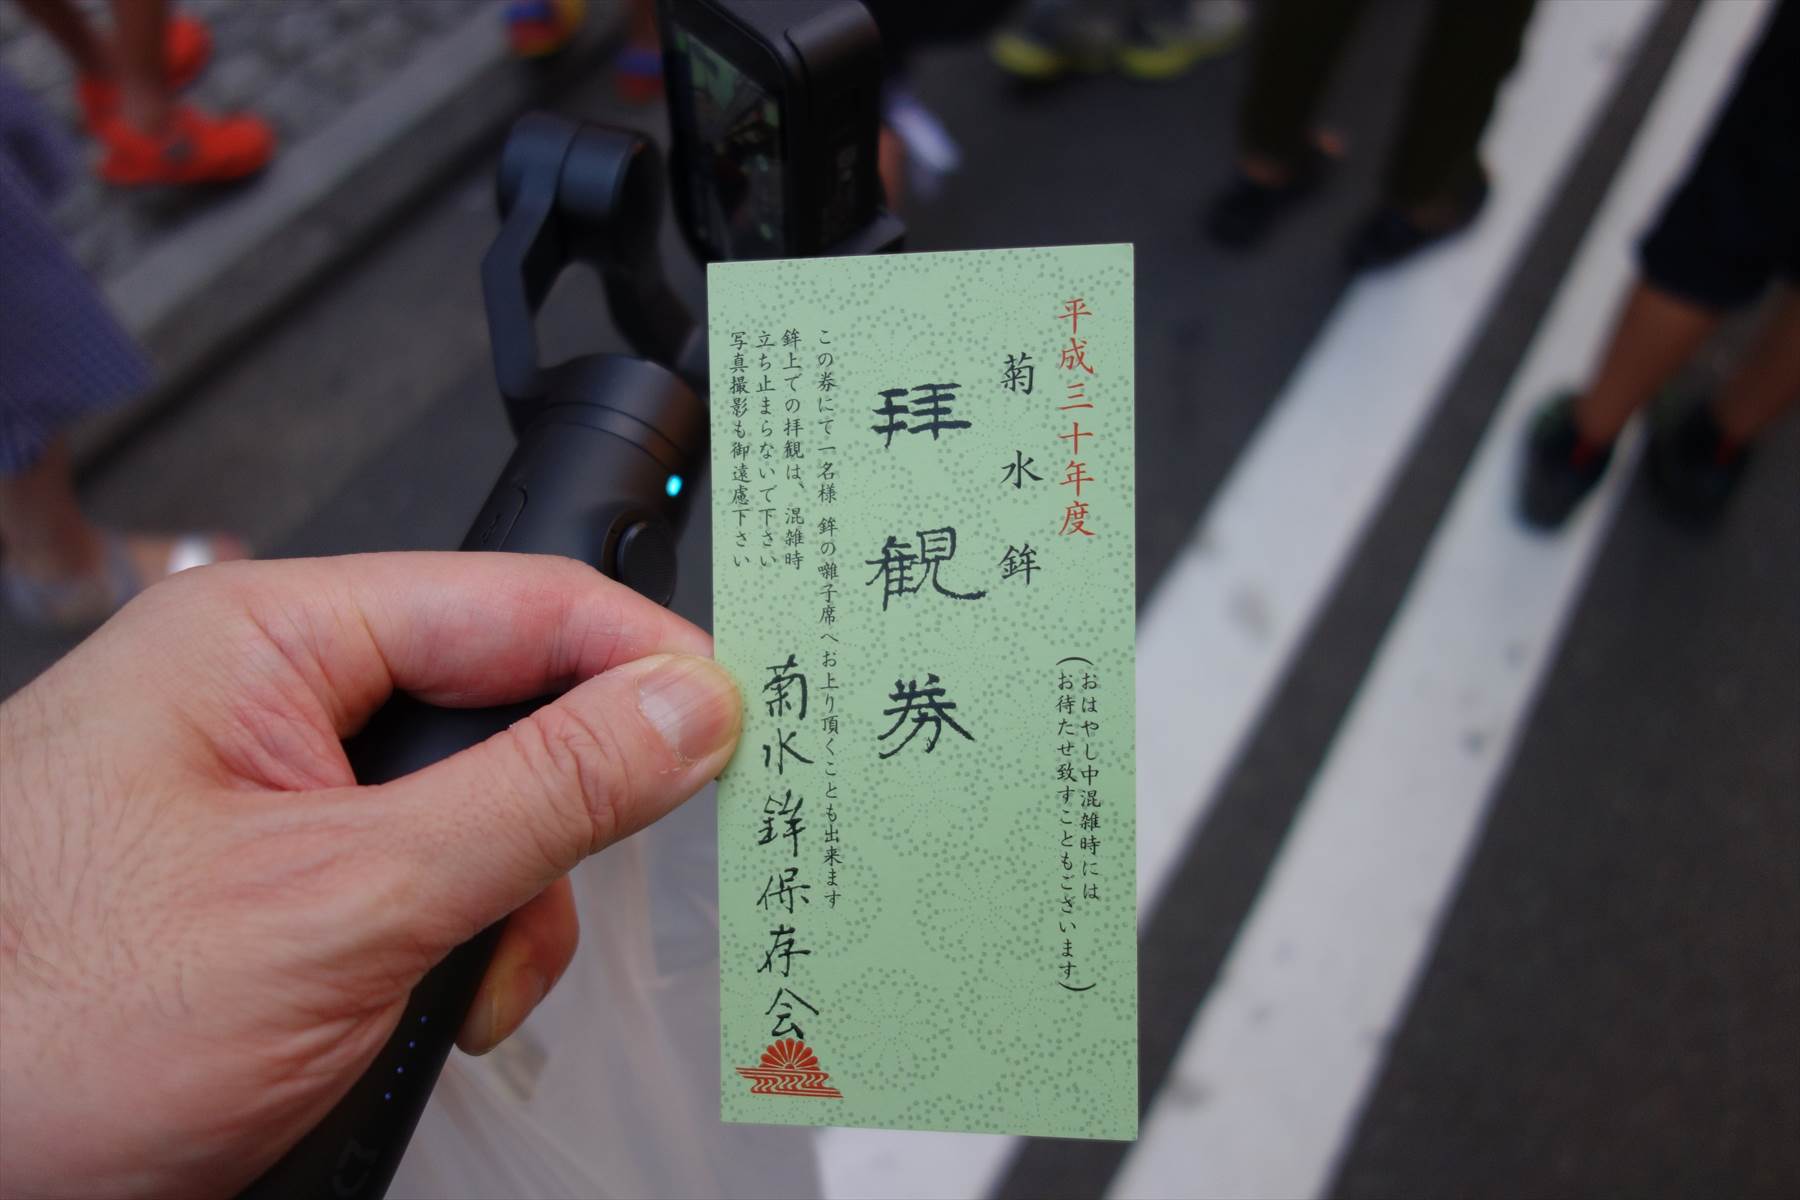 平成三十年度
(おはやし中混雑時には
お待たせ致すこともございます)
菊水鉾
拝観券
この券にて一名様 鉾の囃子席へお上り頂くことも出来ます
鉾上での拝観は、混雑時
立ち止まらないで下さい
写真撮影も御遠慮下さい
菊水鉾保存会